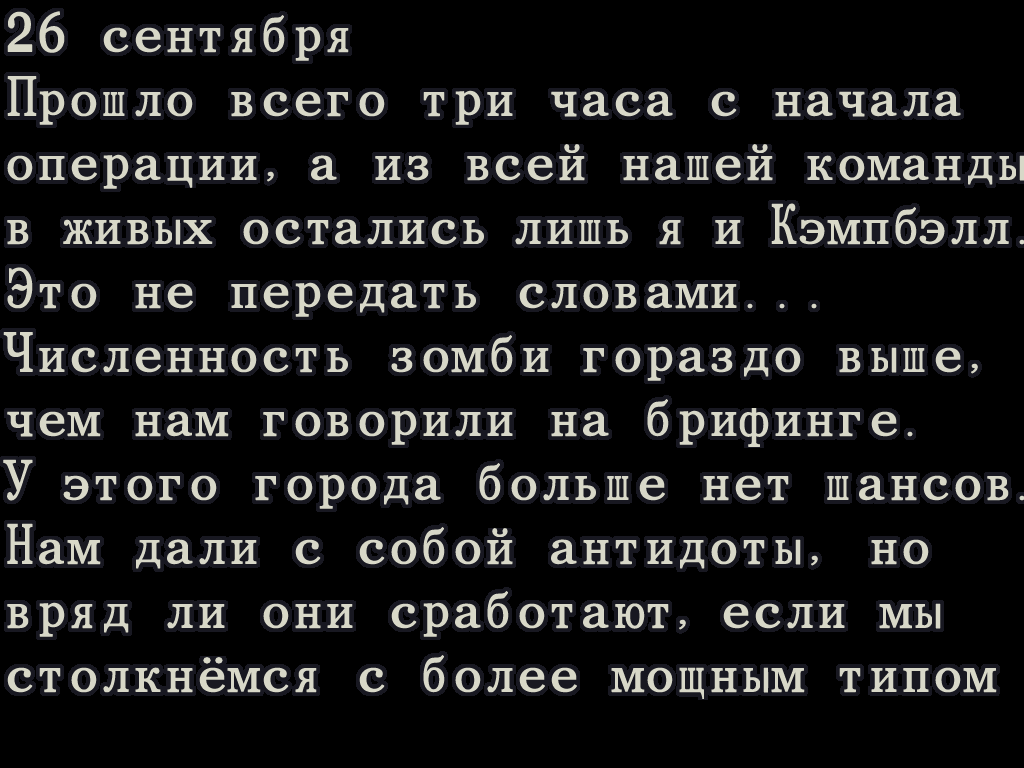 26 сентября
Прошло всего три часа с начала
операции, а из всей нашей команды
в живых остались лишь я и Кэмпбэлл.
Это не передать словами...
Численность зомби гораздо выше,
чем нам говорили на брифинге.
У этого города больше нет шансов.
Нам дали с собой антидоты, но
вряд ли они сработают, если мы
столкнёмся с более мощным типом